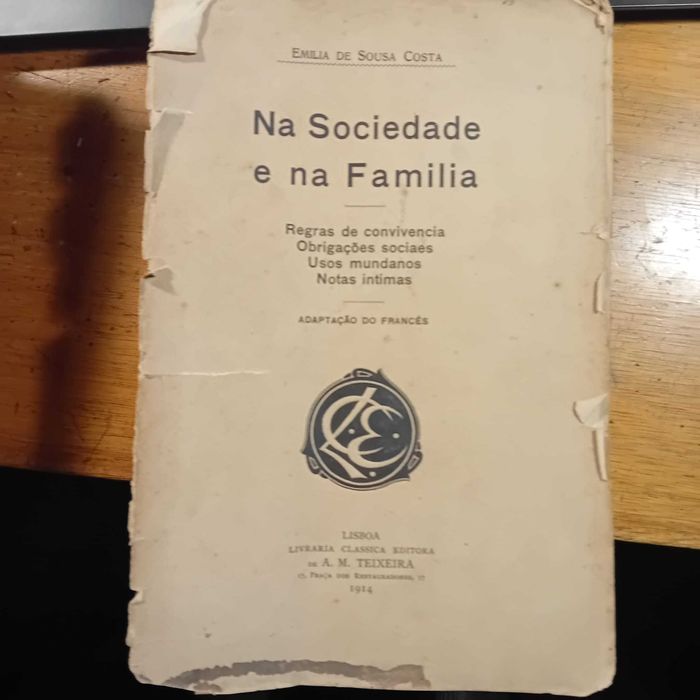 EMILIA DE SOUSA COSTA
Na Sociedade
e na Familia
Regras de convivencia
Obrigações sociaes
Usos mundanos
Notas intimas
ADAPTAÇÃO DO FRANCÊS
LCE
LISBOA
LIVRARIA CLASSICA EDITORA
DE A. M. TEIXEIRA
17, PRAÇA DOS RESTAURADORES, 17
1914